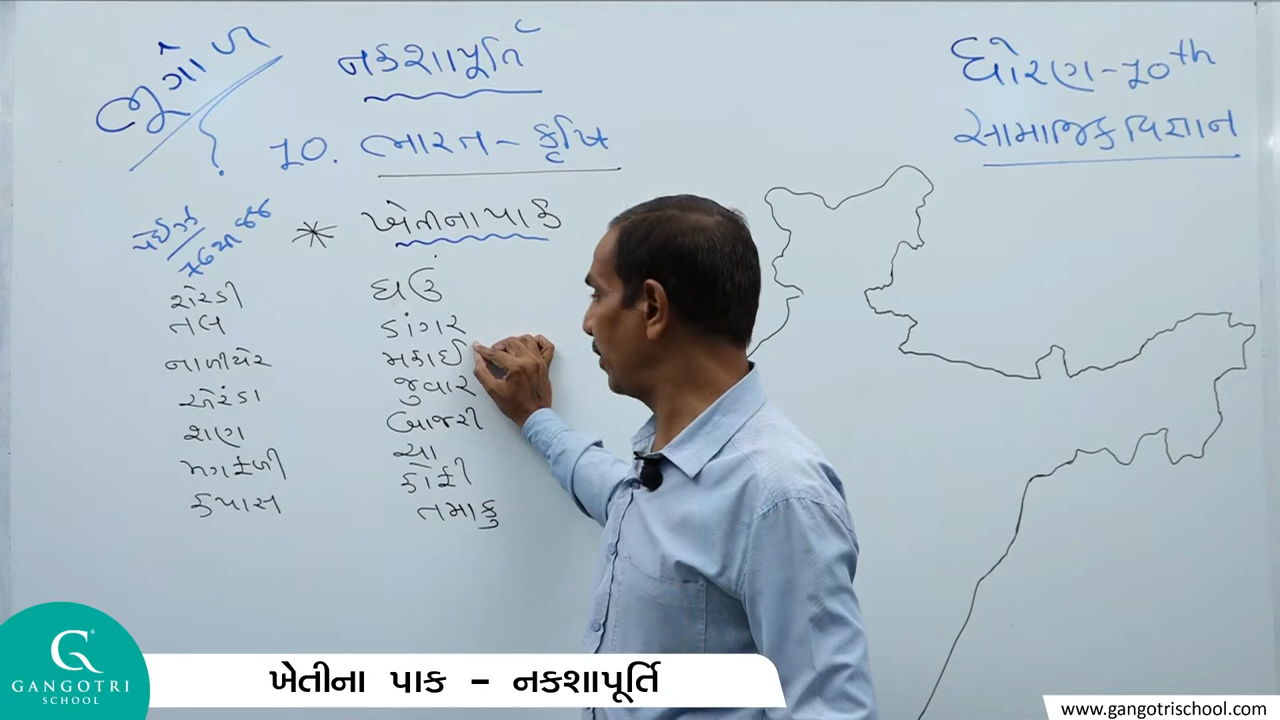 ભૂગોળ
નકશાપૂર્તિ
ધોરણ-10th
સામાજિક વિજ્ઞાન
10. ભારત - કૃષિ
* ખેતીના પાક
ઘઉં
ડાંગર
મકાઈ
જુવાર
બાજરી
ચા
કોફી
તમાકુ
શેરડી
તલ
નાળીયેર
એરંડા
શણ
મગફળી
કપાસ
G
GANGOTRI
SCHOOL
ખેતીના પાક - નકશાપૂર્તિ
www.gangotrischool.com